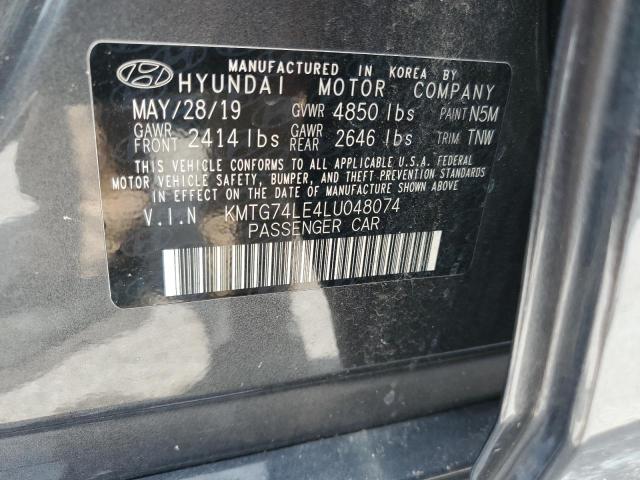 MANUFACTURED IN KOREA BY
HYUNDAI MOTOR COMPANY
MAY/28/19 GVWR 4850 lbs PAINT N5M
GAWR FRONT 2414 lbs GAWR REAR 2646 lbs TRIM TNW
THIS VEHICLE CONFORMS TO ALL APPLICABLE U.S.A. FEDERAL
MOTOR VEHICLE SAFETY, BUMPER, AND THEFT PREVENTION STANDARDS
IN EFFECT ON THE DATE OF MANUFACTURE SHOWN ABOVE.
V.I.N KMTG74LE4LU048074
PASSENGER CAR